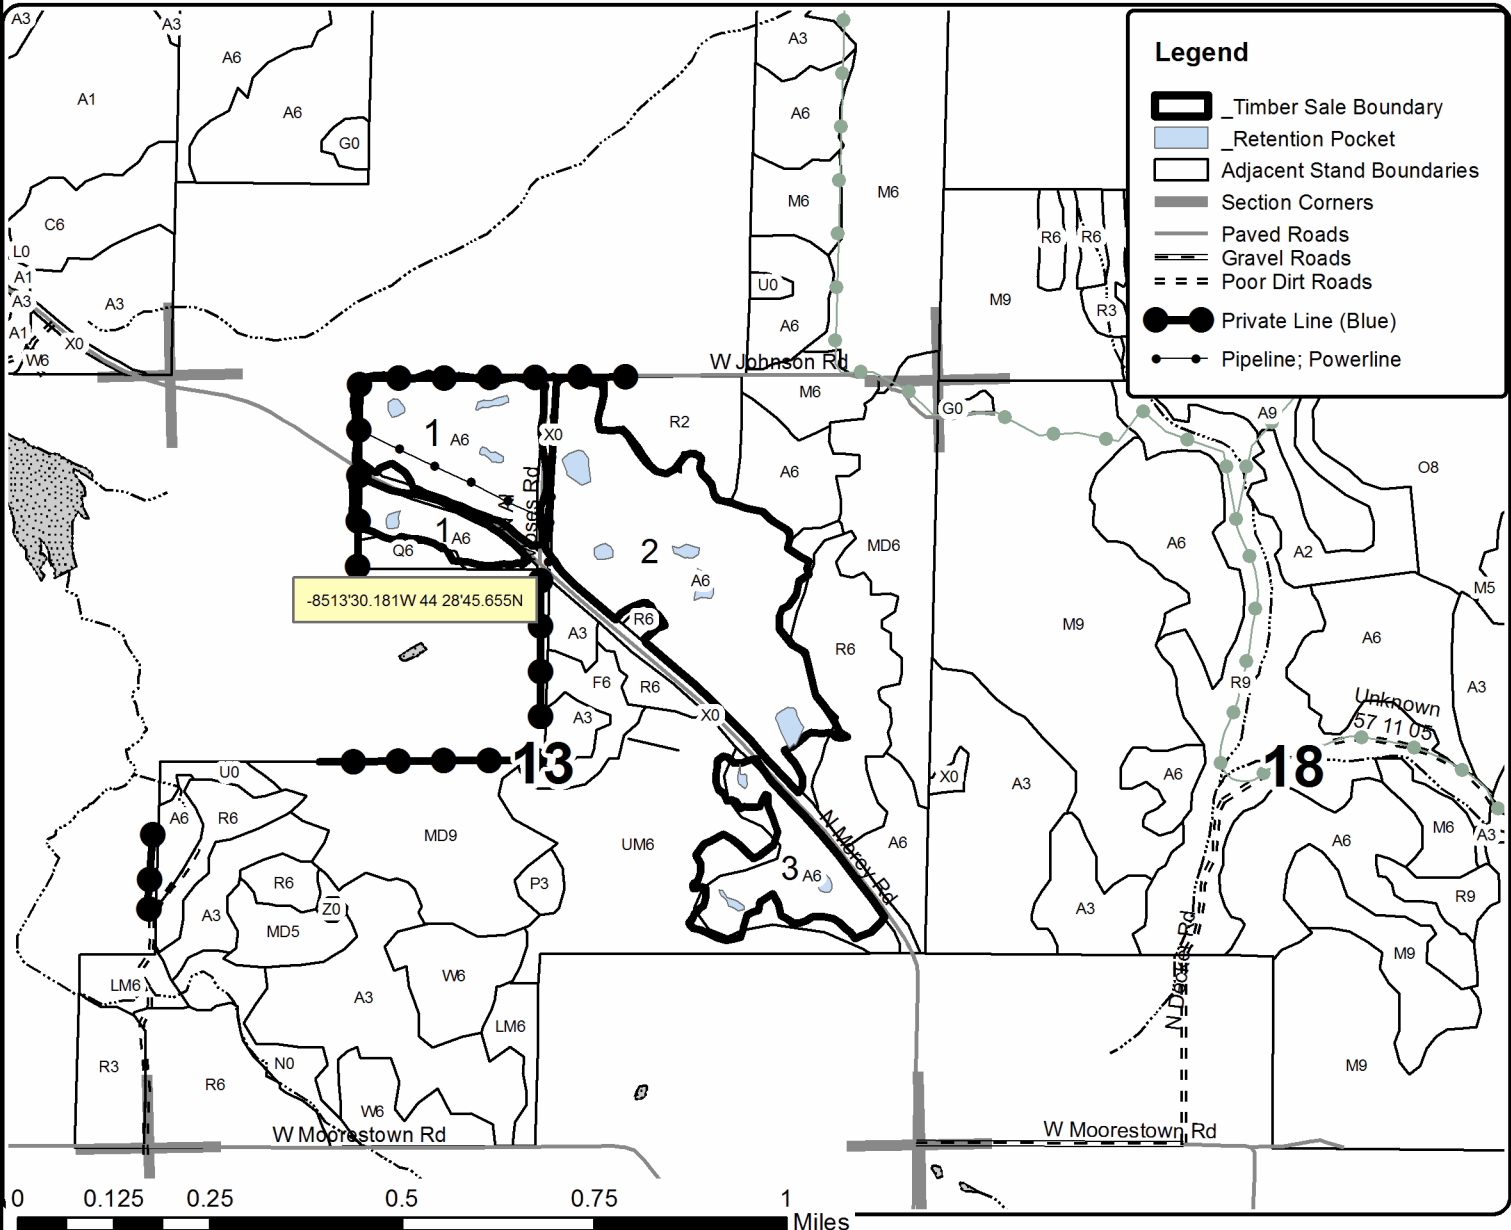 A3
A3
A6
A1
A6
G0
C6
L0
A1
A3
A3
A1
X0
W6
A3
A6
M6
M6
U0
A6
W Johnson Rd
Legend
_Timber Sale Boundary
_Retention Pocket
Adjacent Stand Boundaries
Section Corners
Paved Roads
Gravel Roads
Poor Dirt Roads
Private Line (Blue)
Pipeline; Powerline
R6
R6
M9
R3
M6
G0
A9
R2
1
A6
X0
A6
O8
1
A6
Q6
2
A6
MD6
A6
A2
M5
-8513'30.181W 44 28'45.655N
A3
R6
R6
M9
A6
F6
R6
R9
A3
Unknown
57 11 05
A3
X0
13
18
U0
X0
A3
A6
A6
R6
MD9
UM6
N Morey Rd
A6
A6
M6
A3
3
A6
R6
P3
Z0
A3
MD5
A3
R9
N Decker Rd
M9
W6
LM6
A3
LM6
R3
R6
N0
W6
M9
W Moorestown Rd
W Moorestown Rd
0
0.125
0.25
0.5
0.75
1
Miles